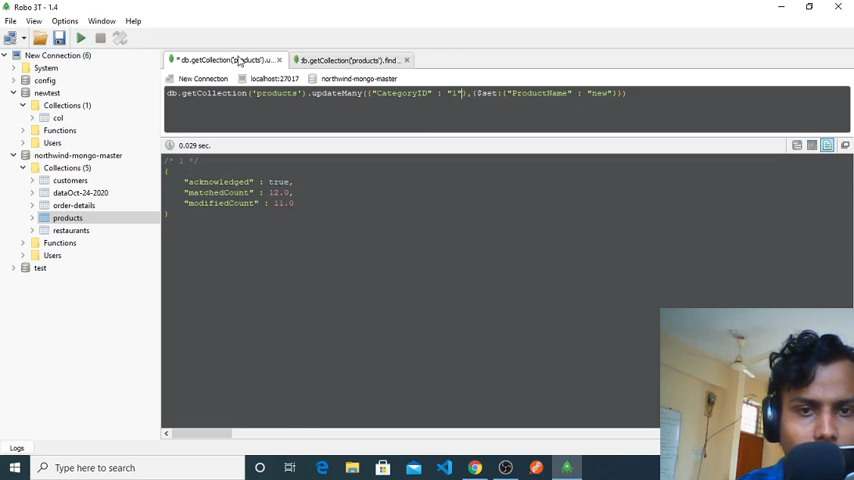 Robo 3T - 1.4
File View Options Window Help
New Connection (6)
System
config
newtest
Collections (1)
col
Functions
Users
northwind-mongo-master
Collections (5)
customers
dataOct-24-2020
order-details
products
restaurants
Functions
Users
test
* db.getCollection('products').u...
db.getCollection('products').find...
New Connection localhost:27017 northwind-mongo-master
db.getCollection('products').updateMany({"CategoryID" : "1"},{$set:{"ProductName" : "new"}})
0.029 sec.
/* 1 */
{
"acknowledged" : true,
"matchedCount" : 12.0,
"modifiedCount" : 11.0
}
Logs
Type here to search